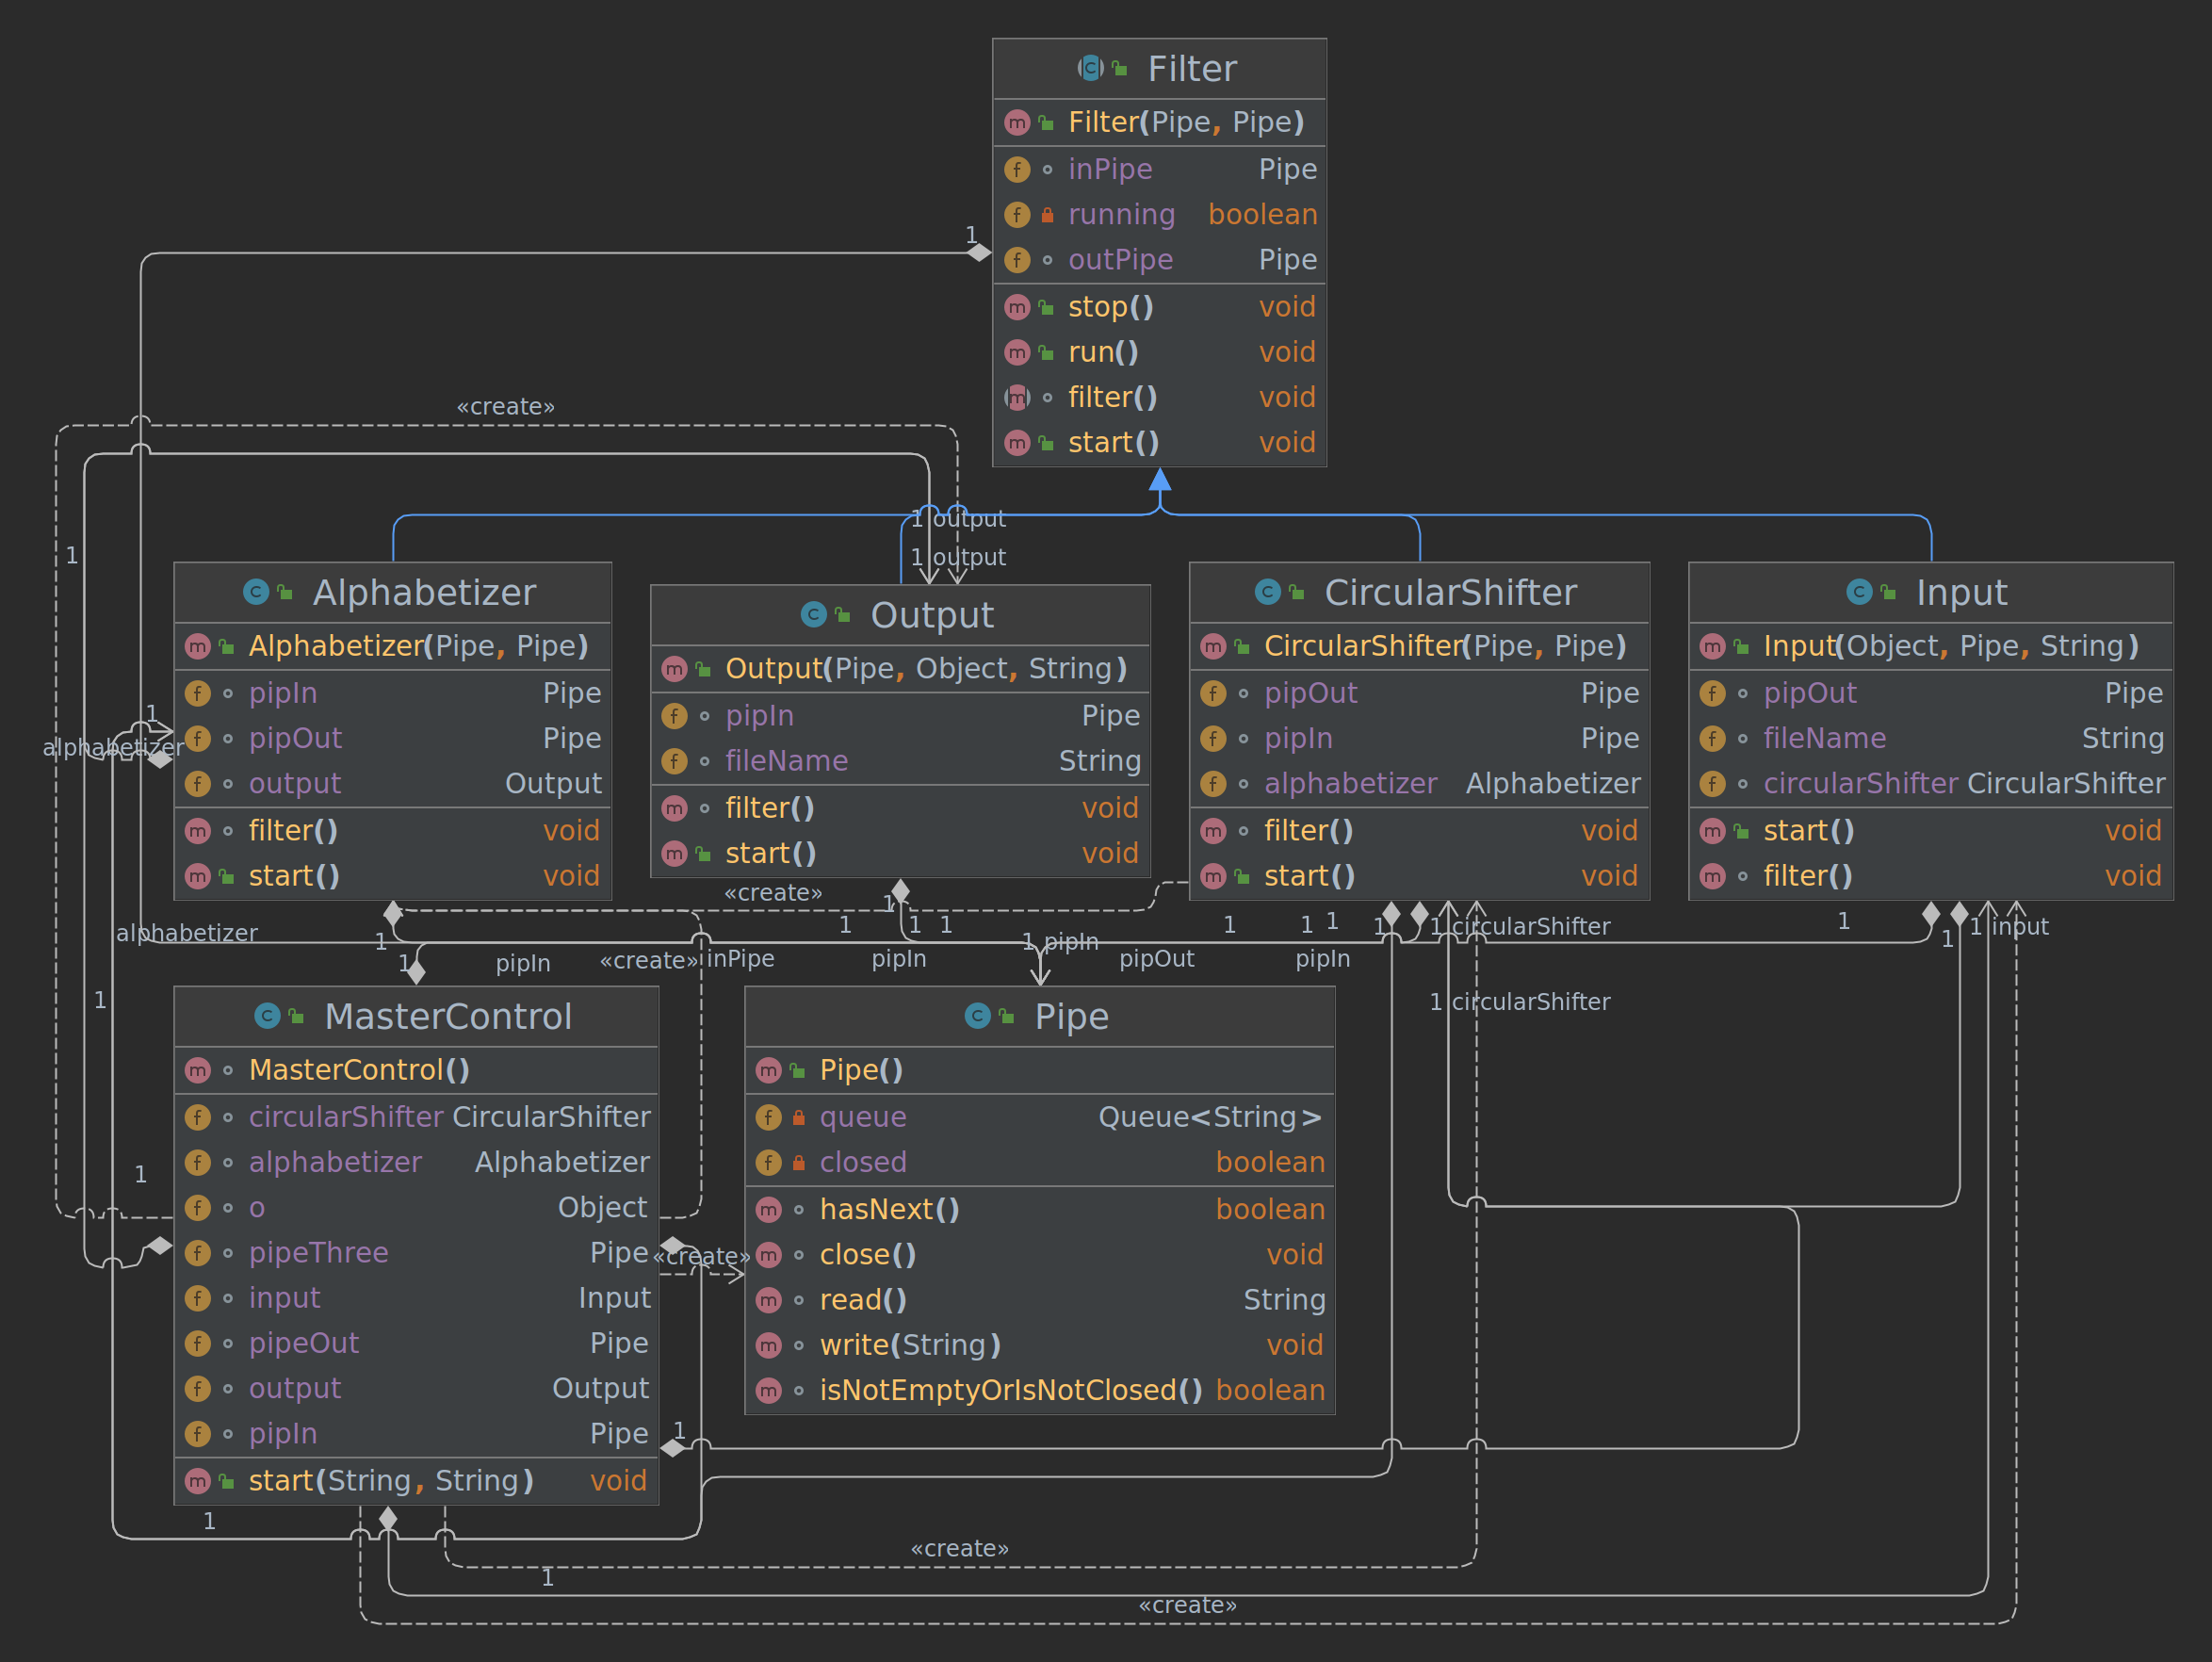 Filter
Filter(Pipe, Pipe)
inPipe Pipe
running boolean
outPipe Pipe
stop() void
run() void
filter() void
start() void
1
«create»
1 output
1 output
1
Alphabetizer
Alphabetizer(Pipe, Pipe)
pipIn Pipe
pipOut Pipe
output Output
filter() void
start() void
1
alphabetizer
Output
Output(Pipe, Object, String)
pipIn Pipe
fileName String
filter() void
start() void
CircularShifter
CircularShifter(Pipe, Pipe)
pipOut Pipe
pipIn Pipe
alphabetizer Alphabetizer
filter() void
start() void
Input
Input(Object, Pipe, String)
pipOut Pipe
fileName String
circularShifter CircularShifter
start() void
filter() void
«create»
1
1 1 1 1 1 1 1 1 circularShifter 1 1 input
alphabetizer 1 1 pipIn 1
1 pipIn «create» inPipe pipIn pipOut pipIn
1
1 circularShifter
MasterControl
MasterControl()
circularShifter CircularShifter
alphabetizer Alphabetizer
o Object
pipeThree Pipe
input Input
pipeOut Pipe
output Output
pipIn Pipe
start(String, String) void
1
«create»
1
Pipe
Pipe()
queue Queue<String>
closed boolean
hasNext() boolean
close() void
read() String
write(String) void
isNotEmptyOrIsNotClosed() boolean
1
«create»
1
«create»